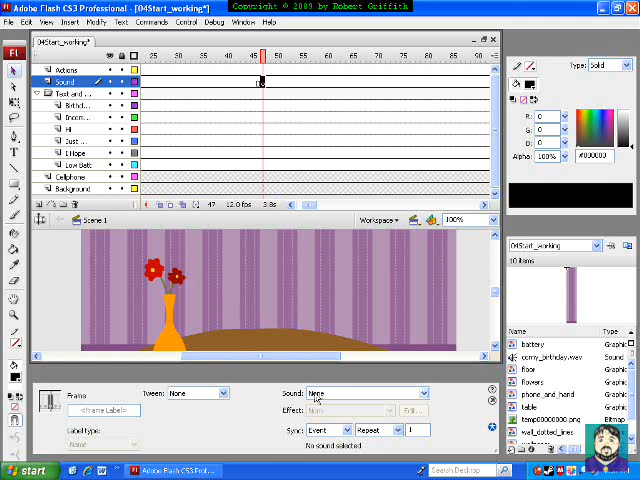 Copyright © 2009 by Robert Griffith
Adobe Flash CS3 Professional - [04Start_working*]
File Edit View Insert Modify Text Commands Control Debug Window Help
04Start_working*
25 30 35 40 45 50 55 60 65 70 75 80 85 90
Actions
Sound
Text and ...
Birthd...
Incom...
Hi
Just ...
I Hope
Low Batt
Cellphone
Background
47 12.0 fps 3.8s
Scene 1
Workspace
100%
Type: Solid
R: 0
G: 0
B: 0
Alpha: 100%
#000000
04Start_working
10 items
Name Type
battery Graphic
corny_birthday.wav Sound
floor Graphic
flowers Graphic
phone_and_hand Graphic
table Graphic
temp00000000.png Bitmap
wall_dotted_lines Graphic
Frame
<Frame Label>
Label type:
None
Tween: None
Sound: None
Effect: None Edit...
Sync: Event Repeat 1
No sound selected
start
Adobe Flash CS3 Prof...
Search Desktop